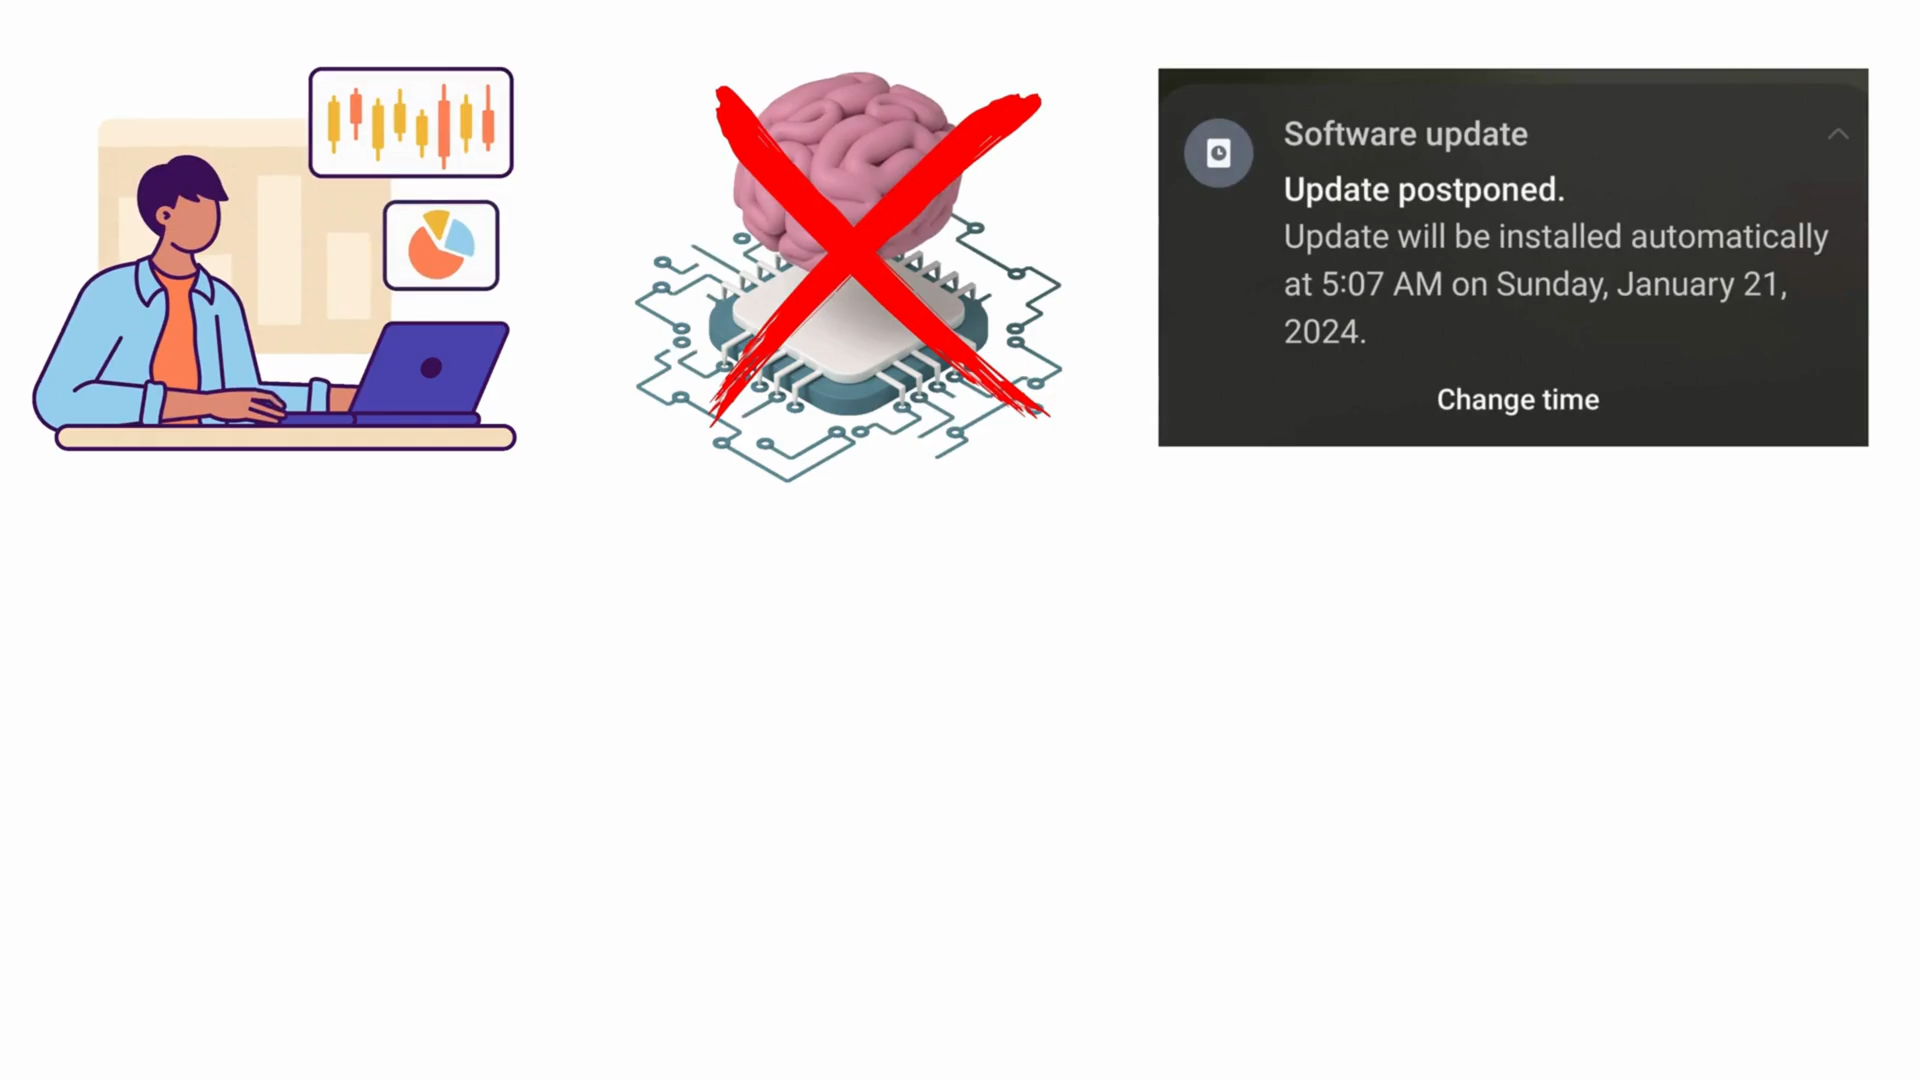 Software update
Update postponed.
Update will be installed automatically
at 5:07 AM on Sunday, January 21,
2024.
Change time